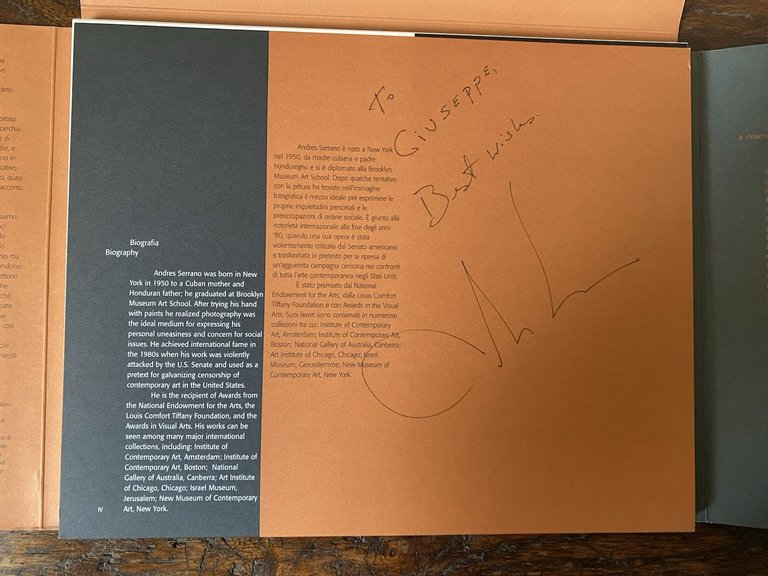 Biografia
Biography
Andres Serrano was born in New
York in 1950 to a Cuban mother and
Honduran father; he graduated at Brooklyn
Museum Art School. After trying his hand
with paints he realized photography was
the ideal medium for expressing his
personal uneasiness and concern for social
issues. He achieved international fame in
the 1980s when his work was violently
attacked by the U.S. Senate and used as a
pretext for galvanizing censorship of
contemporary art in the United States.
He is the recipient of Awards from
the National Endowment for the Arts, the
Louis Comfort Tiffany Foundation, and the
Awards in Visual Arts. His works can be
seen among many major international
collections, including: Institute of
Contemporary Art, Amsterdam; Institute of
Contemporary Art, Boston; National
Gallery of Australia, Canberra; Art Institute
of Chicago, Chicago; Israel Museum,
Jerusalem; New Museum of Contemporary
Art, New York.
IV
Andres Serrano è nato a New York
nel 1950, da madre cubana e padre
honduregno e si è diplomato alla Brooklyn
Museum Art School. Dopo qualche tentativo
con la pittura ha trovato nell'immagine
fotografica il mezzo ideale per esprimere le
proprie inquietudini personali e le
preoccupazioni di ordine sociale. È giunto alla
notorietà internazionale alla fine degli anni
'80, quando una sua opera è stata
violentemente criticata dal Senato americano
e trasformata in pretesto per la ripresa di
un'agguerrita campagna censoria nei confronti
di tutta l'arte contemporanea negli Stati Uniti.
È stato premiato dal National
Endowment for the Arts, dalla Louis Comfort
Tiffany Foundation e con Awards in the Visual
Arts. Suoi lavori sono conservati in numerose
collezioni tra cui: Institute of Contemporary
Art, Amsterdam; Institute of Contemporary Art,
Boston; National Gallery of Australia, Canberra;
Art Institute of Chicago, Chicago; Israel
Museum, Gerusalemme; New Museum of
Contemporary Art, New York.
To
GIUSEPPE,
Best wishes.
A close-u